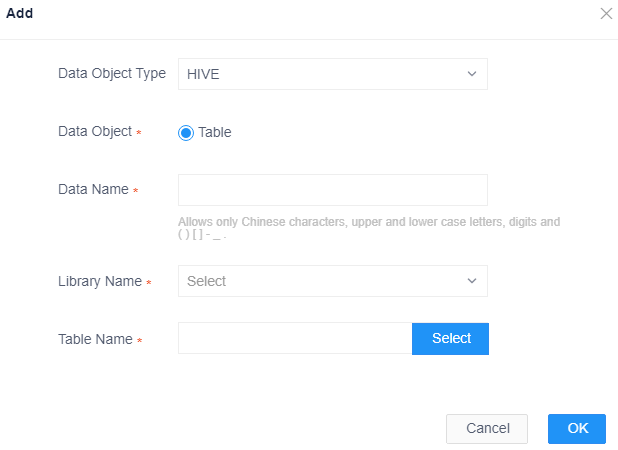 Add
Data Object Type HIVE
Data Object * Table
Data Name *
Allows only Chinese characters, upper and lower case letters, digits and
( ) [ ] - _ .
Library Name * Select
Table Name * Select
Cancel OK